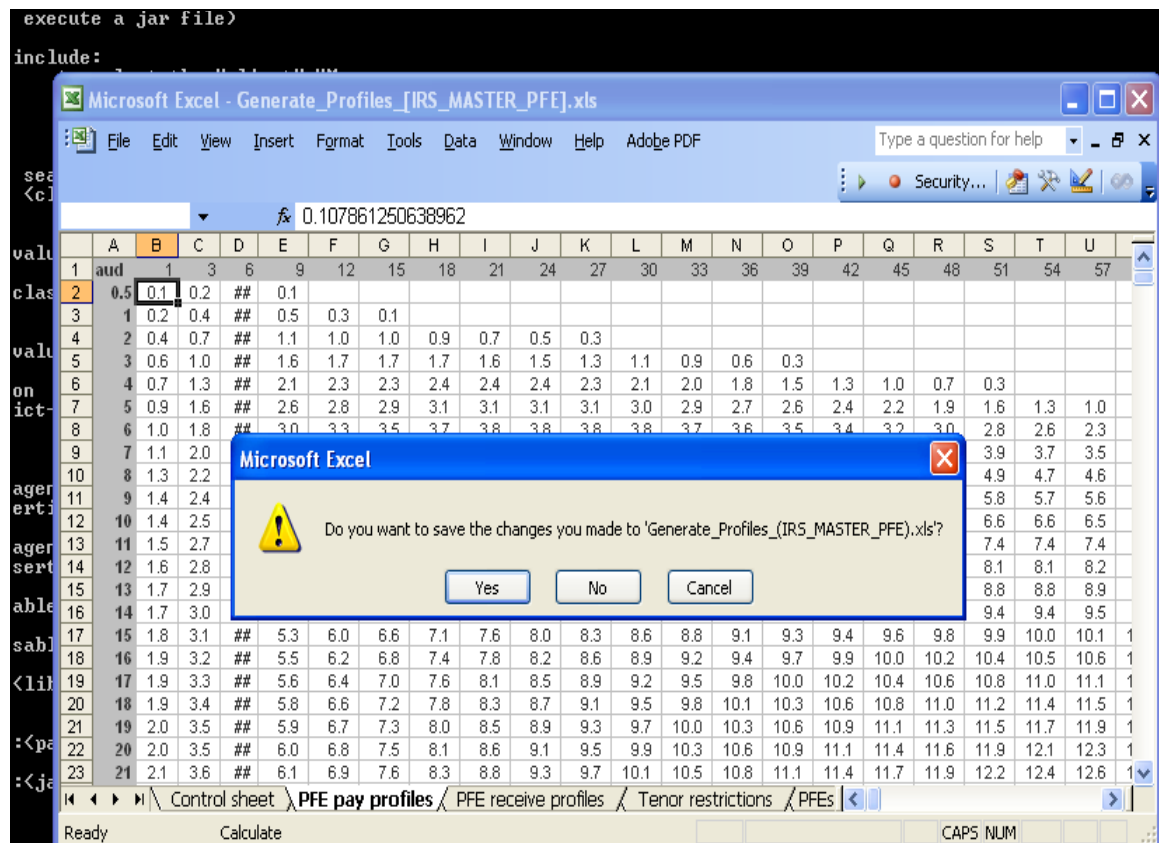 execute a jar file)
include:
Microsoft Excel - Generate_Profiles_[IRS_MASTER_PFE].xls
File Edit View Insert Format Tools Data Window Help Adobe PDF Type a question for help
Security...
fx 0.107861250638962
A B C D E F G H I J K L M N O P Q R S T U
1 aud 1 3 6 9 12 15 18 21 24 27 30 33 36 39 42 45 48 51 54 57
2 0.5 0.1 0.2 ## 0.1
3 1 0.2 0.4 ## 0.5 0.3 0.1
4 2 0.4 0.7 ## 1.1 1.0 1.0 0.9 0.7 0.5 0.3
5 3 0.6 1.0 ## 1.6 1.7 1.7 1.7 1.6 1.5 1.3 1.1 0.9 0.6 0.3
6 4 0.7 1.3 ## 2.1 2.3 2.3 2.4 2.4 2.4 2.3 2.1 2.0 1.8 1.5 1.3 1.0 0.7 0.3
7 5 0.9 1.6 ## 2.6 2.8 2.9 3.1 3.1 3.1 3.1 3.0 2.9 2.7 2.6 2.4 2.2 1.9 1.6 1.3 1.0
8 6 1.0 1.8 ## 3.0 3.3 3.5 3.7 3.8 3.8 3.8 3.8 3.7 3.6 3.5 3.4 3.2 3.0 2.8 2.6 2.3
9 7 1.1 2.0 3.9 3.7 3.5
10 8 1.3 2.2 4.9 4.7 4.6
11 9 1.4 2.4 5.8 5.7 5.6
12 10 1.4 2.5 6.6 6.6 6.5
13 11 1.5 2.7 7.4 7.4 7.4
14 12 1.6 2.8 8.1 8.1 8.2
15 13 1.7 2.9 8.8 8.8 8.9
16 14 1.7 3.0 9.4 9.4 9.5
Microsoft Excel
Do you want to save the changes you made to 'Generate_Profiles_(IRS_MASTER_PFE).xls'?
Yes No Cancel
17 15 1.8 3.1 ## 5.3 6.0 6.6 7.1 7.6 8.0 8.3 8.6 8.8 9.1 9.3 9.4 9.6 9.8 9.9 10.0 10.1
18 16 1.9 3.2 ## 5.5 6.2 6.8 7.4 7.8 8.2 8.6 8.9 9.2 9.4 9.7 9.9 10.0 10.2 10.4 10.5 10.6
19 17 1.9 3.3 ## 5.6 6.4 7.0 7.6 8.1 8.5 8.9 9.2 9.5 9.8 10.0 10.2 10.4 10.6 10.8 11.0 11.1
20 18 1.9 3.4 ## 5.8 6.6 7.2 7.8 8.3 8.7 9.1 9.5 9.8 10.1 10.3 10.6 10.8 11.0 11.2 11.4 11.5
21 19 2.0 3.5 ## 5.9 6.7 7.3 8.0 8.5 8.9 9.3 9.7 10.0 10.3 10.6 10.9 11.1 11.3 11.5 11.7 11.9
22 20 2.0 3.5 ## 6.0 6.8 7.5 8.1 8.6 9.1 9.5 9.9 10.3 10.6 10.9 11.1 11.4 11.6 11.9 12.1 12.3
23 21 2.1 3.6 ## 6.1 6.9 7.6 8.3 8.8 9.3 9.7 10.1 10.5 10.8 11.1 11.4 11.7 11.9 12.2 12.4 12.6
Control sheet PFE pay profiles PFE receive profiles Tenor restrictions PFEs
Ready Calculate CAPS NUM